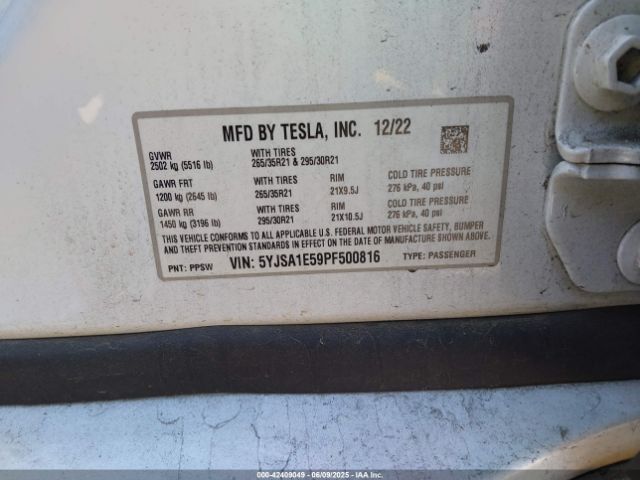 MFD BY TESLA, INC. 12/22
GVWR WITH TIRES
2502 kg (5516 lb) 265/35R21 & 295/30R21
GAWR FRT WITH TIRES RIM COLD TIRE PRESSURE
1200 kg (2645 lb) 265/35R21 21X9.5J 276 kPa, 40 psi
GAWR RR WITH TIRES RIM COLD TIRE PRESSURE
1450 kg (3196 lb) 295/30R21 21X10.5J 276 kPa, 40 psi
THIS VEHICLE CONFORMS TO ALL APPLICABLE U.S. FEDERAL MOTOR VEHICLE SAFETY, BUMPER
AND THEFT PREVENTION STANDARDS IN EFFECT ON THE DATE OF MANUFACTURE SHOWN ABOVE.
PNT: PPSW VIN: 5YJSA1E59PF500816 TYPE: PASSENGER
000-42409049 - 06/09/2025 - IAAI.COM